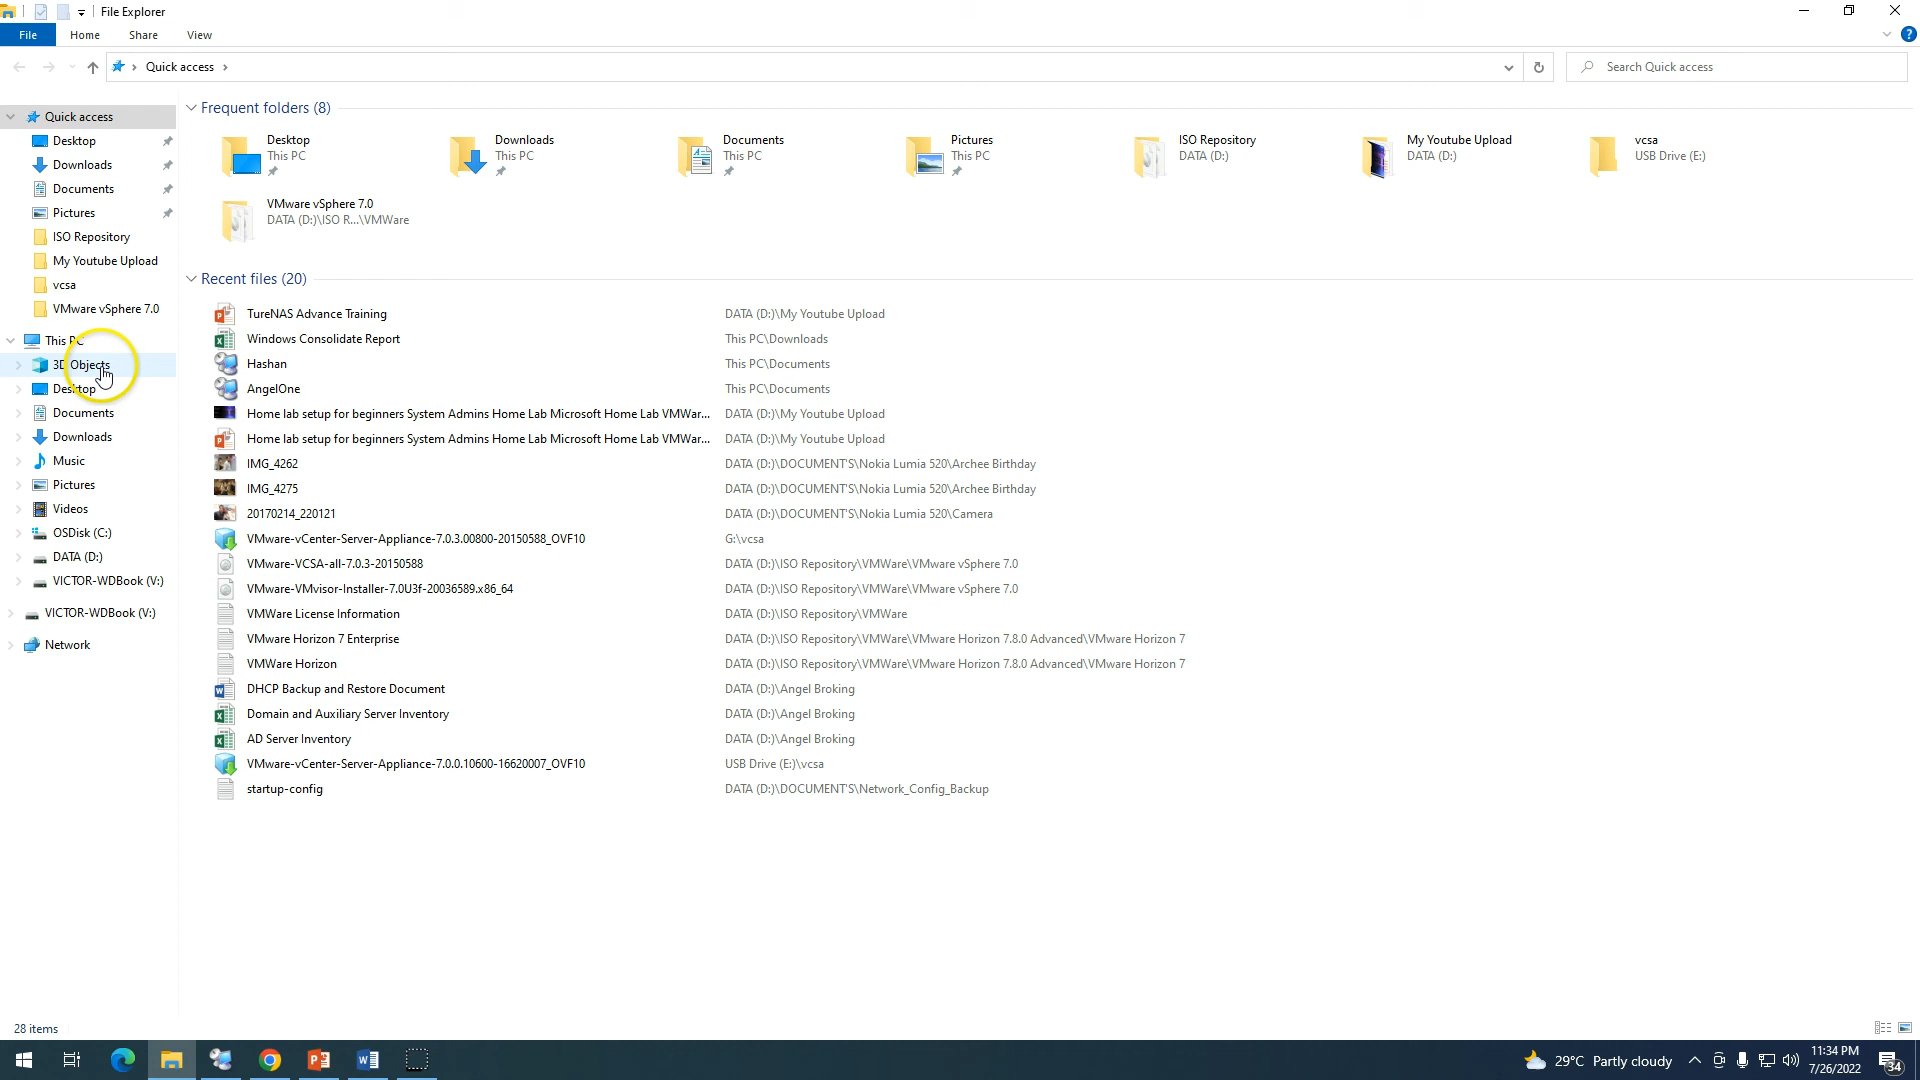 File Explorer
File Home Share View ?
Quick access Search Quick access
Quick access
Desktop
Downloads
Documents
Pictures
ISO Repository
My Youtube Upload
vcsa
VMware vSphere 7.0
This PC
3D Objects
Desktop
Documents
Downloads
Music
Pictures
Videos
OSDisk (C:)
DATA (D:)
VICTOR-WDBook (V:)
VICTOR-WDBook (V:)
Network
Frequent folders (8)
Desktop
This PC
Downloads
This PC
Documents
This PC
Pictures
This PC
ISO Repository
DATA (D:)
My Youtube Upload
DATA (D:)
vcsa
USB Drive (E:)
VMware vSphere 7.0
DATA (D:)\ISO R...\VMWare
Recent files (20)
TureNAS Advance Training DATA (D:)\My Youtube Upload
Windows Consolidate Report This PC\Downloads
Hashan This PC\Documents
AngelOne This PC\Documents
Home lab setup for beginners System Admins Home Lab Microsoft Home Lab VMWar... DATA (D:)\My Youtube Upload
Home lab setup for beginners System Admins Home Lab Microsoft Home Lab VMWar... DATA (D:)\My Youtube Upload
IMG_4262 DATA (D:)\DOCUMENT'S\Nokia Lumia 520\Archee Birthday
IMG_4275 DATA (D:)\DOCUMENT'S\Nokia Lumia 520\Archee Birthday
20170214_220121 DATA (D:)\DOCUMENT'S\Nokia Lumia 520\Camera
VMware-vCenter-Server-Appliance-7.0.3.00800-20150588_OVF10 G:\vcsa
VMware-VCSA-all-7.0.3-20150588 DATA (D:)\ISO Repository\VMWare\VMware vSphere 7.0
VMware-VMvisor-Installer-7.0U3f-20036589.x86_64 DATA (D:)\ISO Repository\VMWare\VMware vSphere 7.0
VMWare License Information DATA (D:)\ISO Repository\VMWare
VMware Horizon 7 Enterprise DATA (D:)\ISO Repository\VMWare\VMware Horizon 7.8.0 Advanced\VMware Horizon 7
VMWare Horizon DATA (D:)\ISO Repository\VMWare\VMware Horizon 7.8.0 Advanced\VMware Horizon 7
DHCP Backup and Restore Document DATA (D:)\Angel Broking
Domain and Auxiliary Server Inventory DATA (D:)\Angel Broking
AD Server Inventory DATA (D:)\Angel Broking
VMware-vCenter-Server-Appliance-7.0.0.10600-16620007_OVF10 USB Drive (E:)\vcsa
startup-config DATA (D:)\DOCUMENT'S\Network_Config_Backup
28 items
29°C Partly cloudy
11:34 PM
7/26/2022
34